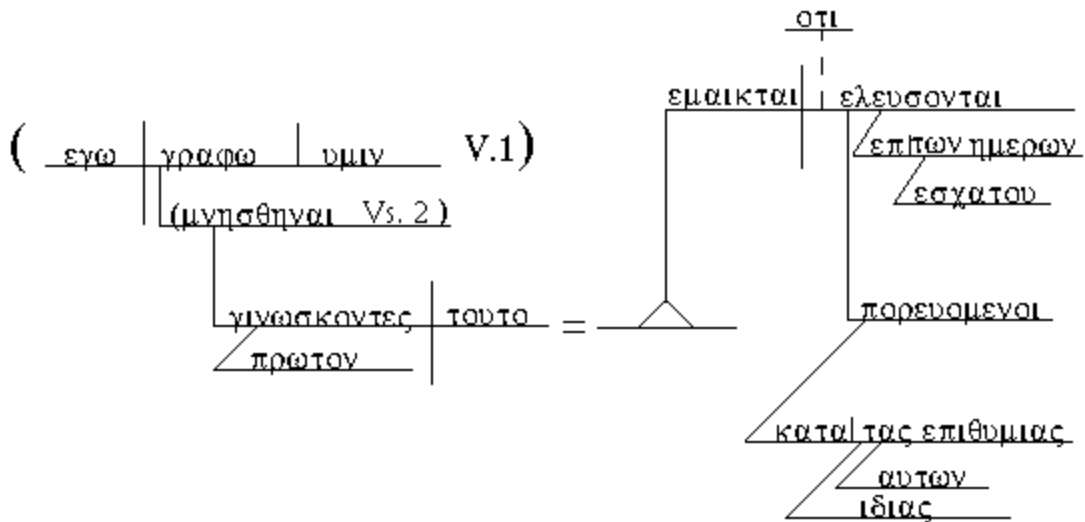 οτι
εμαικται ελευσονται
( εγω γραφω υμιν V.1)
επ των ημερων
εσχατου
(μνησθηναι Vs. 2 )
γινωσκοντες τουτο =
πορευομενοι
πρωτον
κατα τας επιθυμιας
αυτων
ιδιας